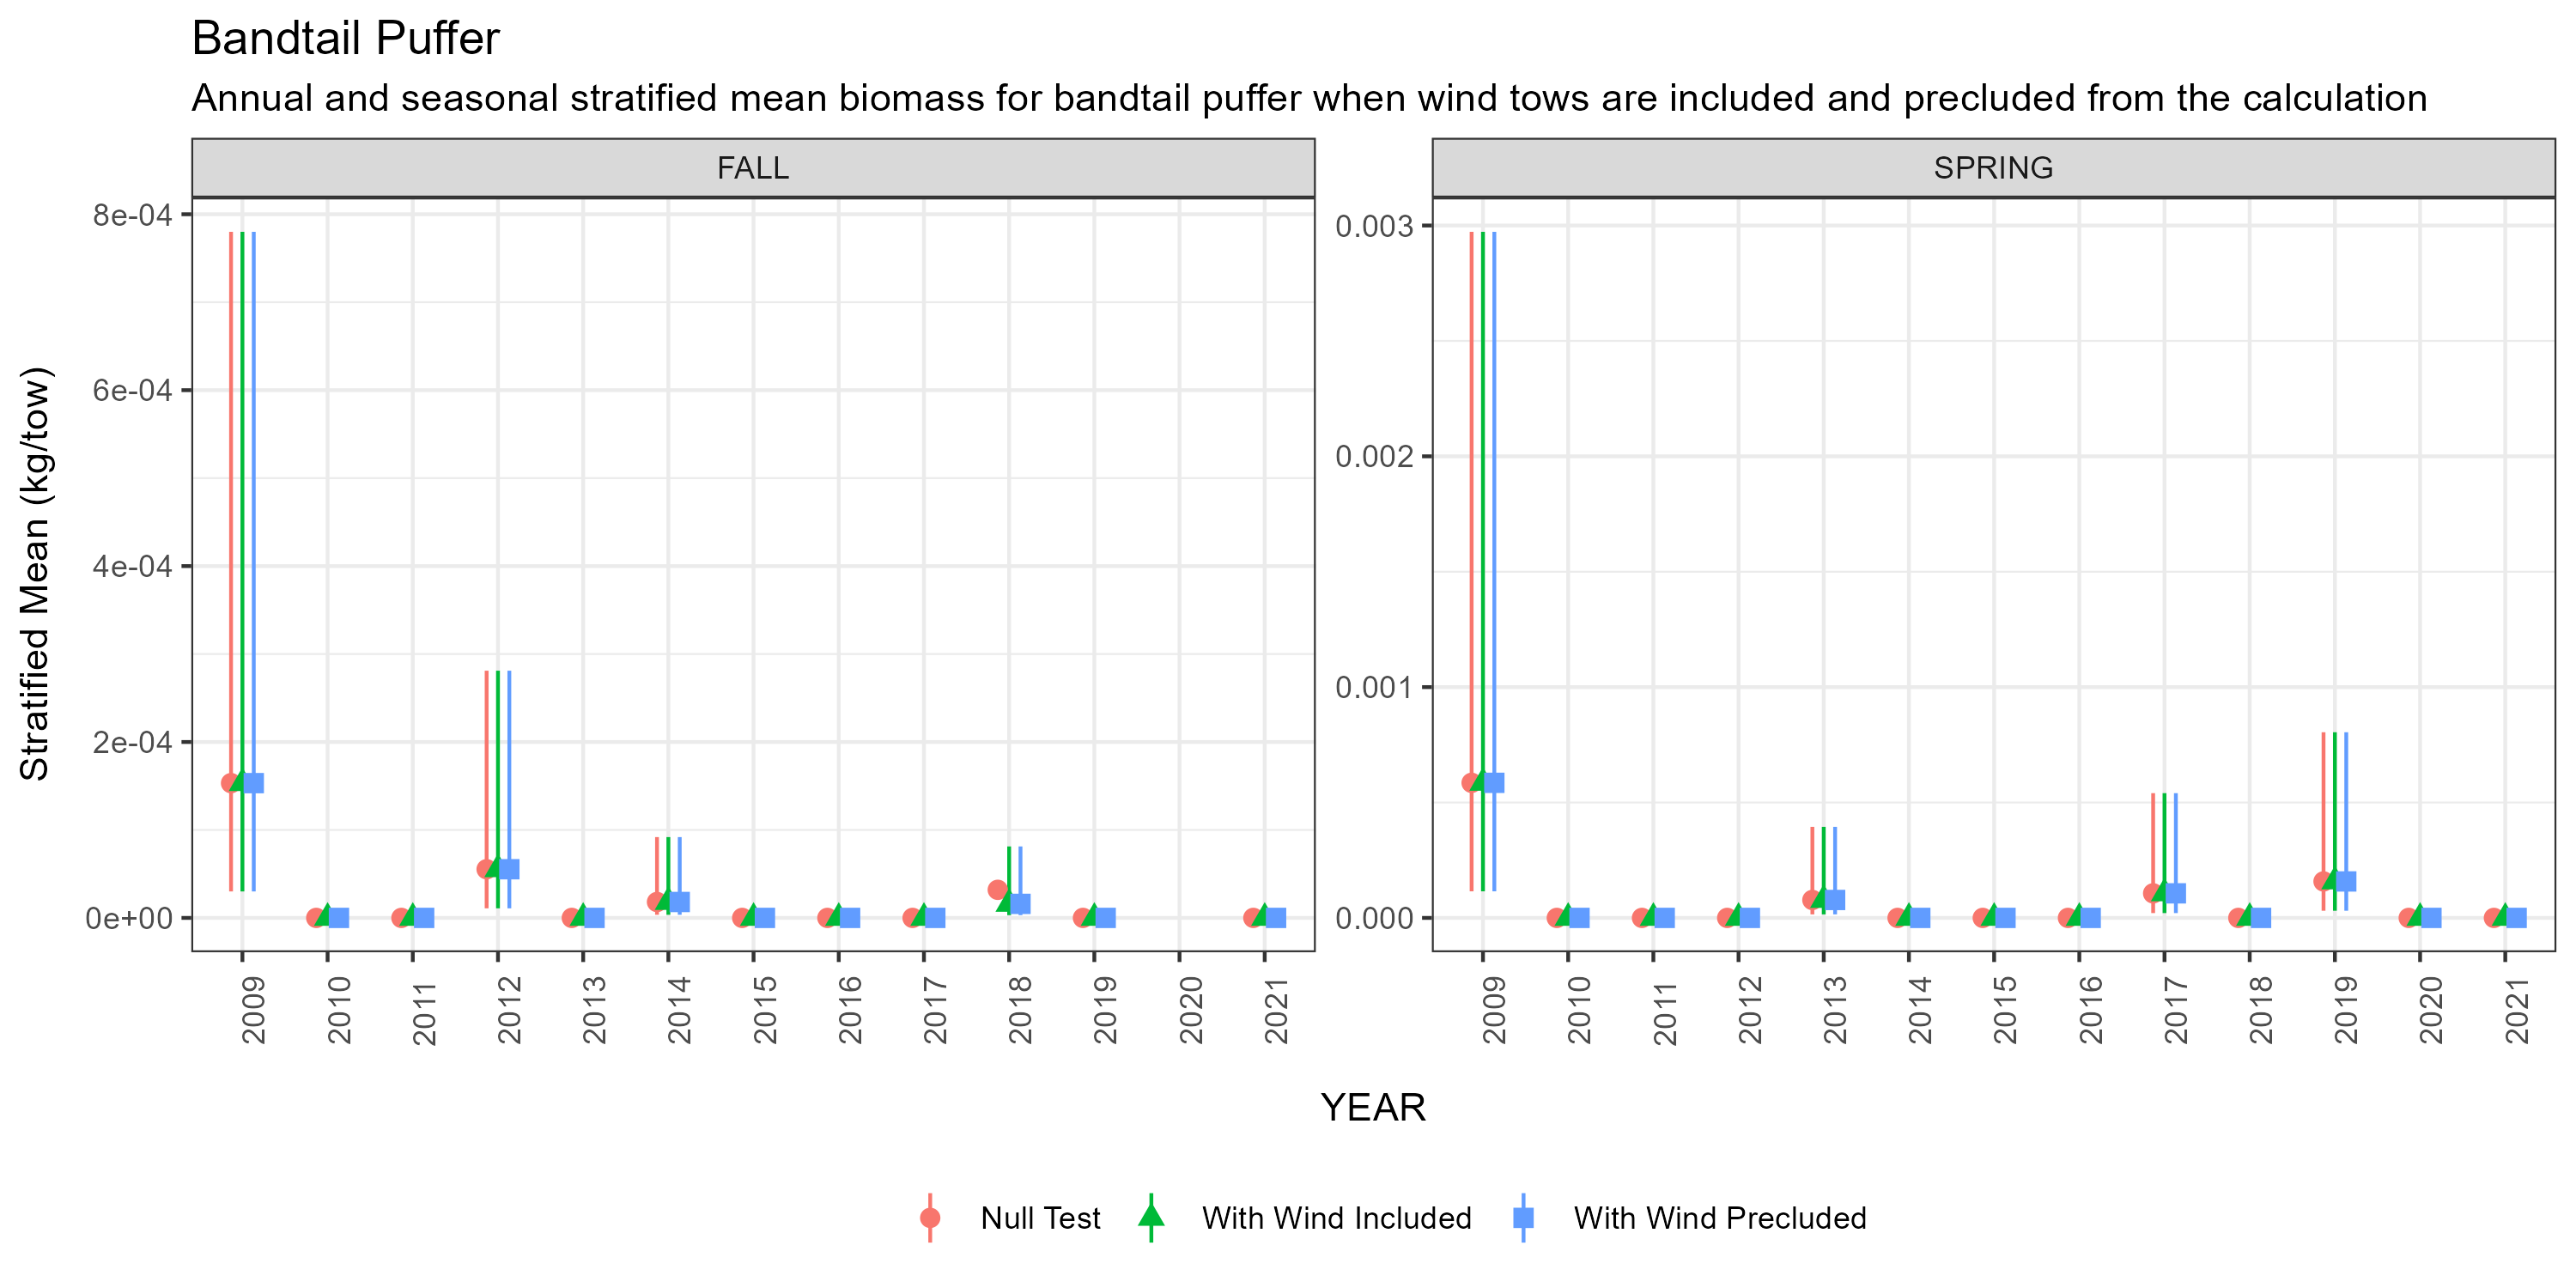 Bandtail Puffer
Annual and seasonal stratified mean biomass for bandtail puffer when wind tows are included and precluded from the calculation
FALL
SPRING
Stratified Mean (kg/tow)
8e-04
6e-04
4e-04
2e-04
0e+00
0.003
0.002
0.001
0.000
2009 2010 2011 2012 2013 2014 2015 2016 2017 2018 2019 2020 2021
2009 2010 2011 2012 2013 2014 2015 2016 2017 2018 2019 2020 2021
YEAR
Null Test With Wind Included With Wind Precluded